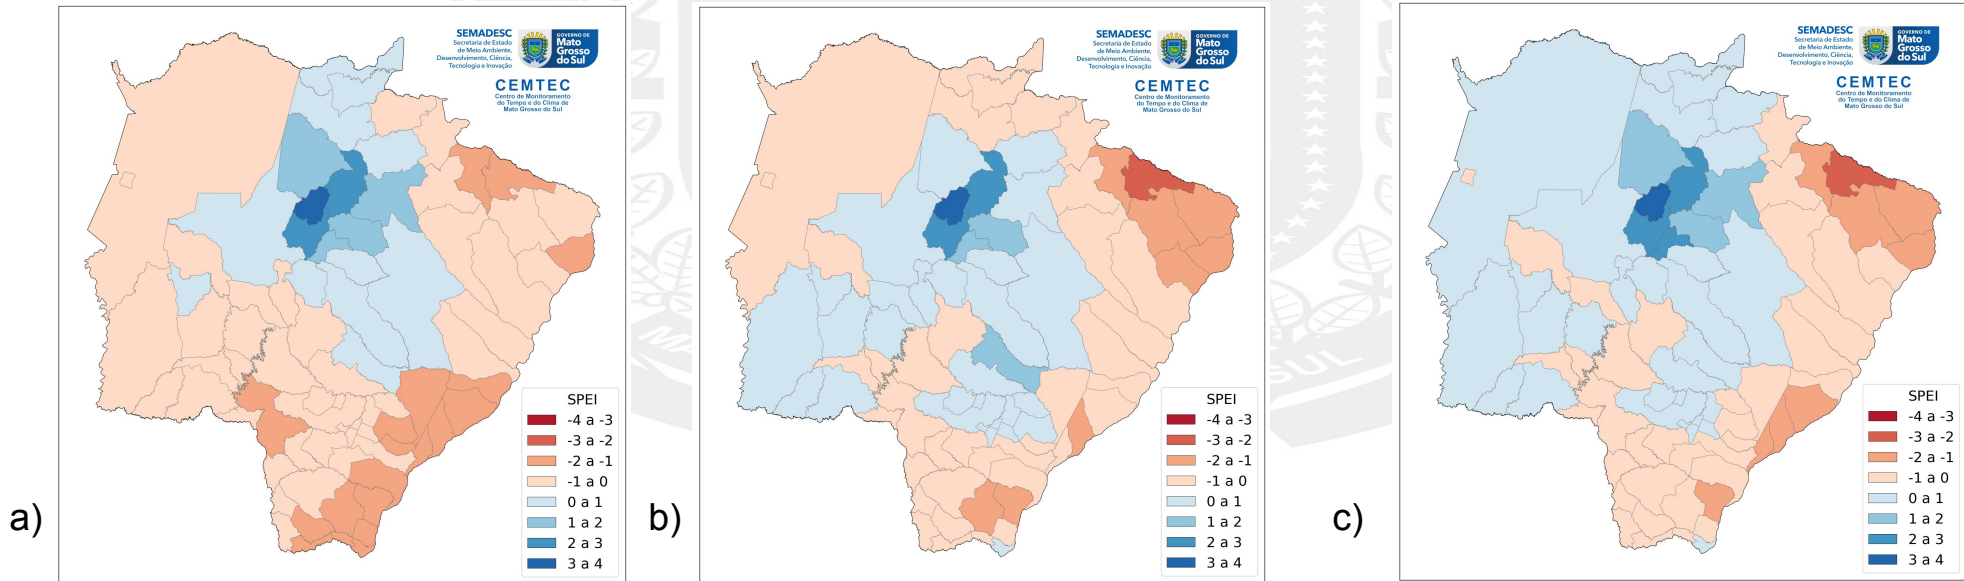 SEMADESC
Secretaria de Estado
de Meio Ambiente,
Desenvolvimento, Ciência,
Tecnologia e Inovação
GOVERNO DE
Mato
Grosso
do Sul
CEMTEC
Centro de Monitoramento
do Tempo e do Clima de
Mato Grosso do Sul
SPEI
-4 a -3
-3 a -2
-2 a -1
-1 a 0
0 a 1
1 a 2
2 a 3
3 a 4
a)
SEMADESC
Secretaria de Estado
de Meio Ambiente,
Desenvolvimento, Ciência,
Tecnologia e Inovação
GOVERNO DE
Mato
Grosso
do Sul
CEMTEC
Centro de Monitoramento
do Tempo e do Clima de
Mato Grosso do Sul
SPEI
-4 a -3
-3 a -2
-2 a -1
-1 a 0
0 a 1
1 a 2
2 a 3
3 a 4
b)
SEMADESC
Secretaria de Estado
de Meio Ambiente,
Desenvolvimento, Ciência,
Tecnologia e Inovação
GOVERNO DE
Mato
Grosso
do Sul
CEMTEC
Centro de Monitoramento
do Tempo e do Clima de
Mato Grosso do Sul
SPEI
-4 a -3
-3 a -2
-2 a -1
-1 a 0
0 a 1
1 a 2
2 a 3
3 a 4
c)
SUL